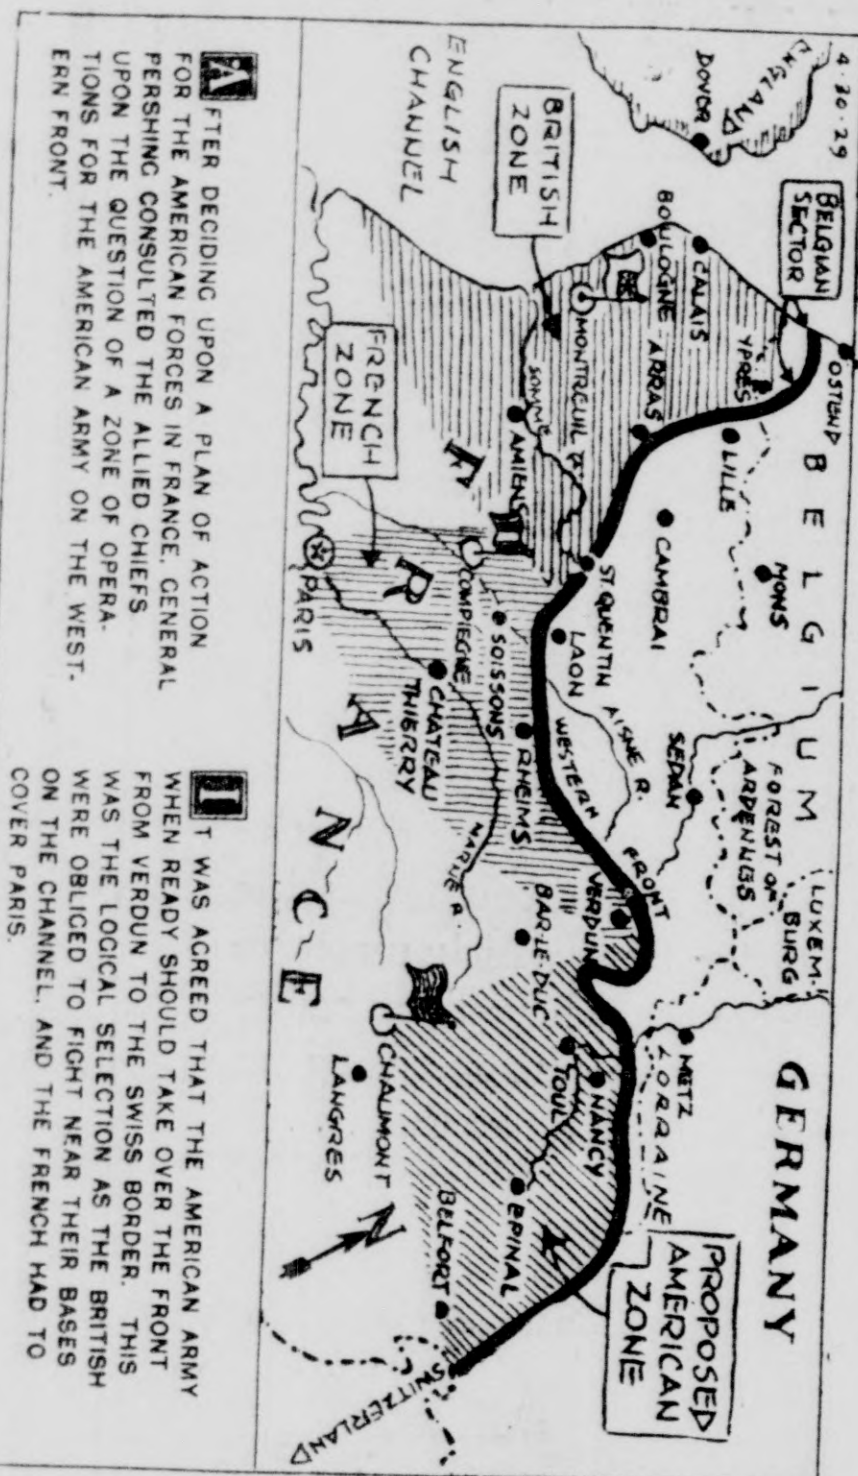 4-30-29
ENGLAND
DOVOR
BELGIAN
SECTOR
OSTEND
BELGIUM
GERMANY
ENGLISH
CHANNEL
BRITISH
ZONE
CALAIS
BOULOGNE
YPRES
LILLE
MONS
MONTREUIL
ARRAS
CAMBRAI
SOMME
AMIENS
ST. QUENTIN
LAON
AISNE R.
SEDAN
FOREST OF
ARDENNES
LUXEM-
BURG
METZ
LORRAINE
PROPOSED
AMERICAN
ZONE
FRENCH
ZONE
FRANCE
PARIS
COMPIEGNE
SOISSONS
CHATEAU
THIERRY
RHEIMS
WESTERN
FRONT
VERDUN
MARNE R.
BAR-LE-DUC
TOUL
NANCY
EPINAL
CHAUMONT
LANGRES
BELFORT
N
SWITZERLAND
AFTER DECIDING UPON A PLAN OF ACTION
FOR THE AMERICAN FORCES IN FRANCE, GENERAL
PERSHING CONSULTED THE ALLIED CHIEFS
UPON THE QUESTION OF A ZONE OF OPERA-
TIONS FOR THE AMERICAN ARMY ON THE WEST-
ERN FRONT.
IT WAS AGREED THAT THE AMERICAN ARMY
WHEN READY SHOULD TAKE OVER THE FRONT
FROM VERDUN TO THE SWISS BORDER. THIS
WAS THE LOGICAL SELECTION AS THE BRITISH
WERE OBLIGED TO FIGHT NEAR THEIR BASES
ON THE CHANNEL, AND THE FRENCH HAD TO
COVER PARIS.